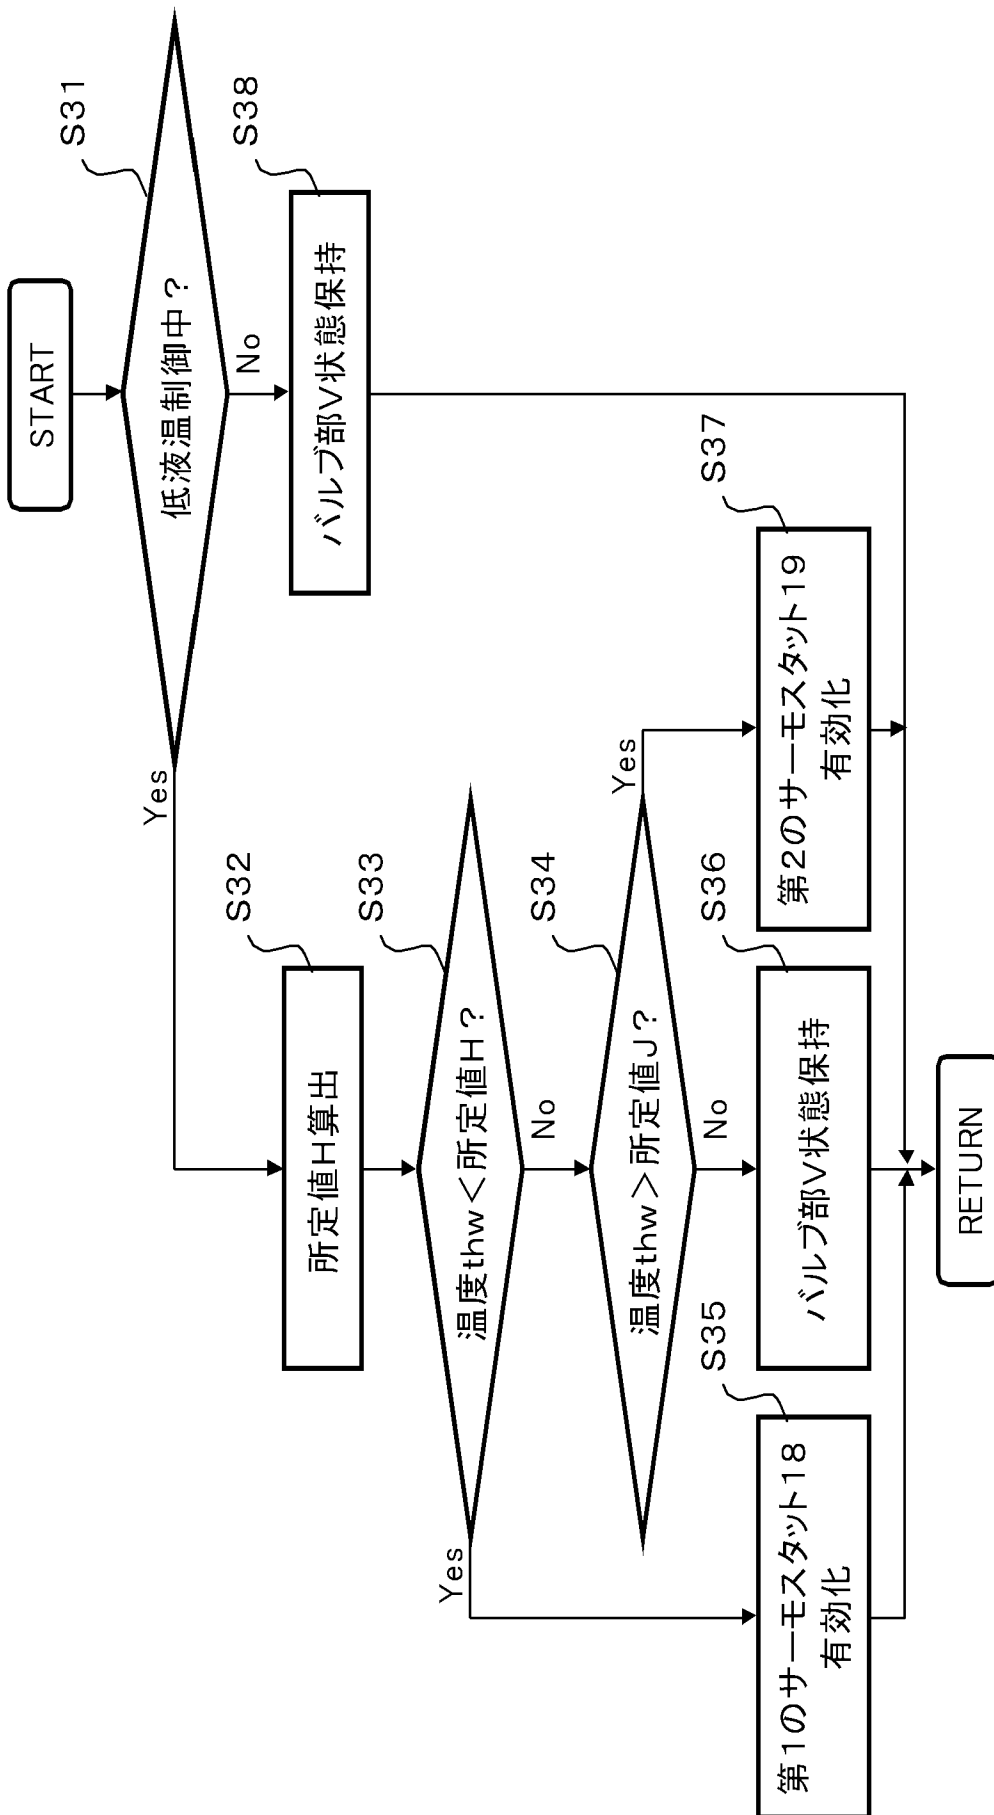 START
低液温制御中？
S31
Yes
No
所定値H算出
S32
バルブ部V状態保持
S38
温度thw＜所定値H？
S33
Yes
No
温度thw＞所定値J？
S34
Yes
No
第1のサーモスタット18
有効化
S35
バルブ部V状態保持
S36
第2のサーモスタット19
有効化
S37
RETURN